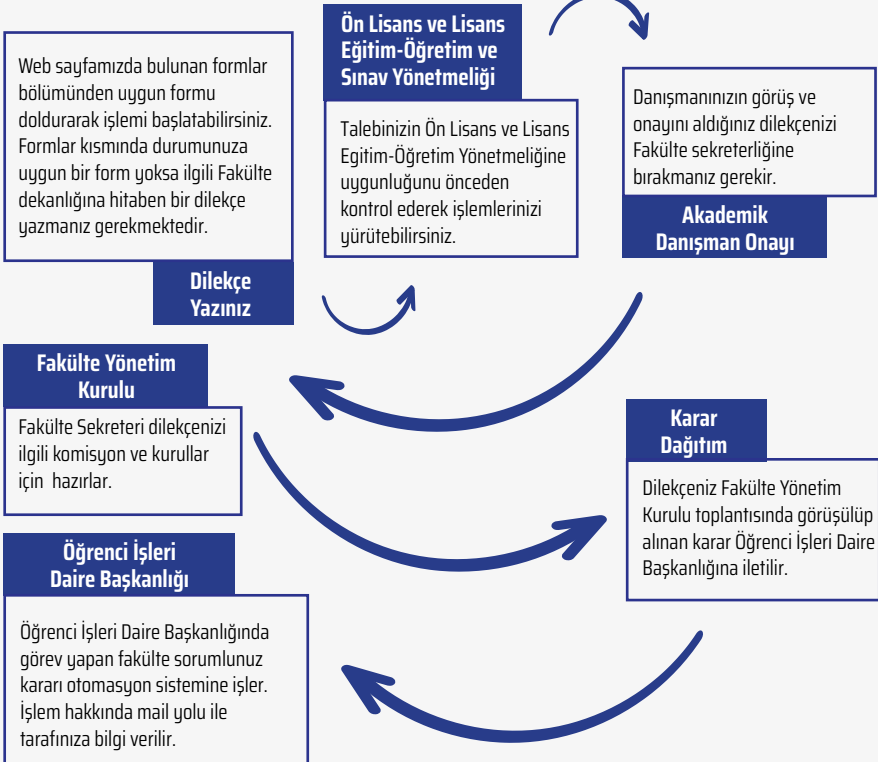 Web sayfamızda bulunan formlar
bölümünden uygun formu
doldurarak işlemi başlatabilirsiniz.
Formlar kısmında durumunuza
uygun bir form yoksa ilgili Fakülte
dekanlığına hitaben bir dilekçe
yazmanız gerekmektedir.
Dilekçe
Yazınız
Ön Lisans ve Lisans
Eğitim-Öğretim ve
Sınav Yönetmeliği
Talebinizin Ön Lisans ve Lisans
Egitim-Öğretim Yönetmeliğine
uygunluğunu önceden
kontrol ederek işlemlerinizi
yürütebilirsiniz.
Danışmanınızın görüş ve
onayını aldığınız dilekçenizi
Fakülte sekreterliğine
bırakmanız gerekir.
Akademik
Danışman Onayı
Fakülte Yönetim
Kurulu
Fakülte Sekreteri dilekçenizi
ilgili komisyon ve kurullar
için hazırlar.
Karar
Dağıtım
Dilekçeniz Fakülte Yönetim
Kurulu toplantısında görüşülüp
alınan karar Öğrenci İşleri Daire
Başkanlığına iletilir.
Öğrenci İşleri
Daire Başkanlığı
Öğrenci İşleri Daire Başkanlığında
görev yapan fakülte sorumlunuz
kararı otomasyon sistemine işler.
İşlem hakkında mail yolu ile
tarafınıza bilgi verilir.